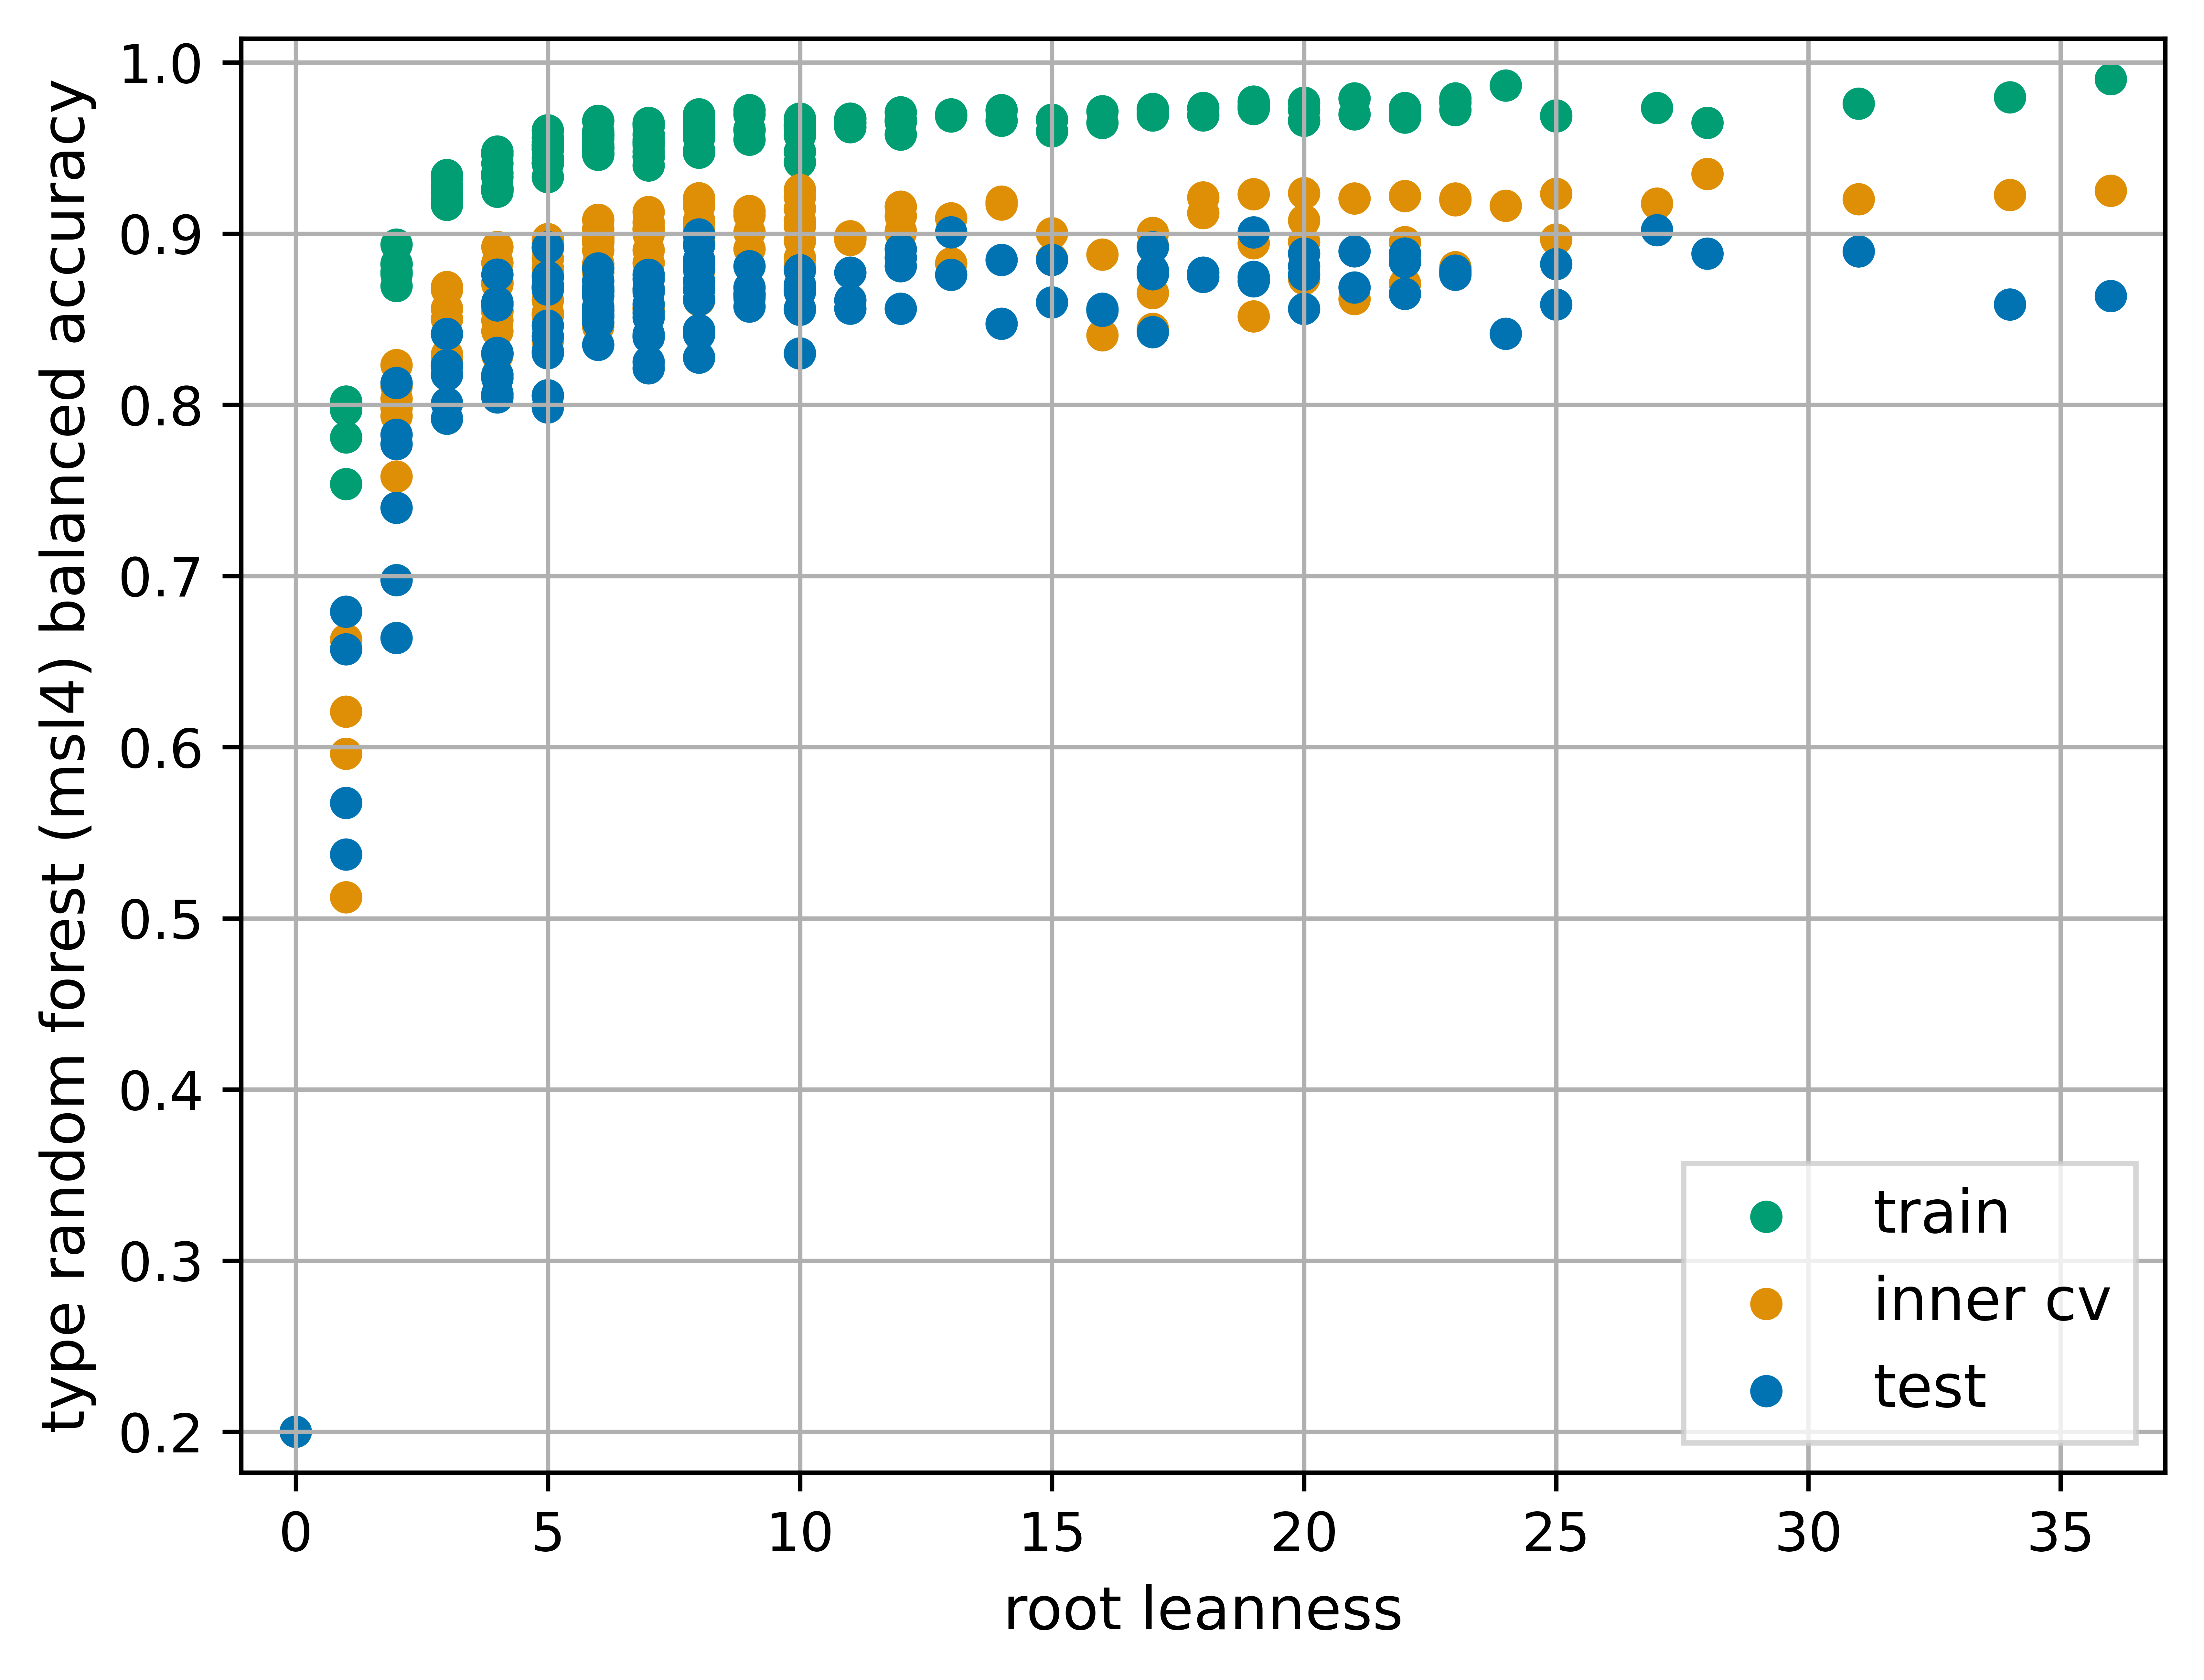 type random forest (msl4) balanced accuracy
1.0
0.9
0.8
0.7
0.6
0.5
0.4
0.3
0.2
train
inner cv
test
0 5 10 15 20 25 30 35
root leanness